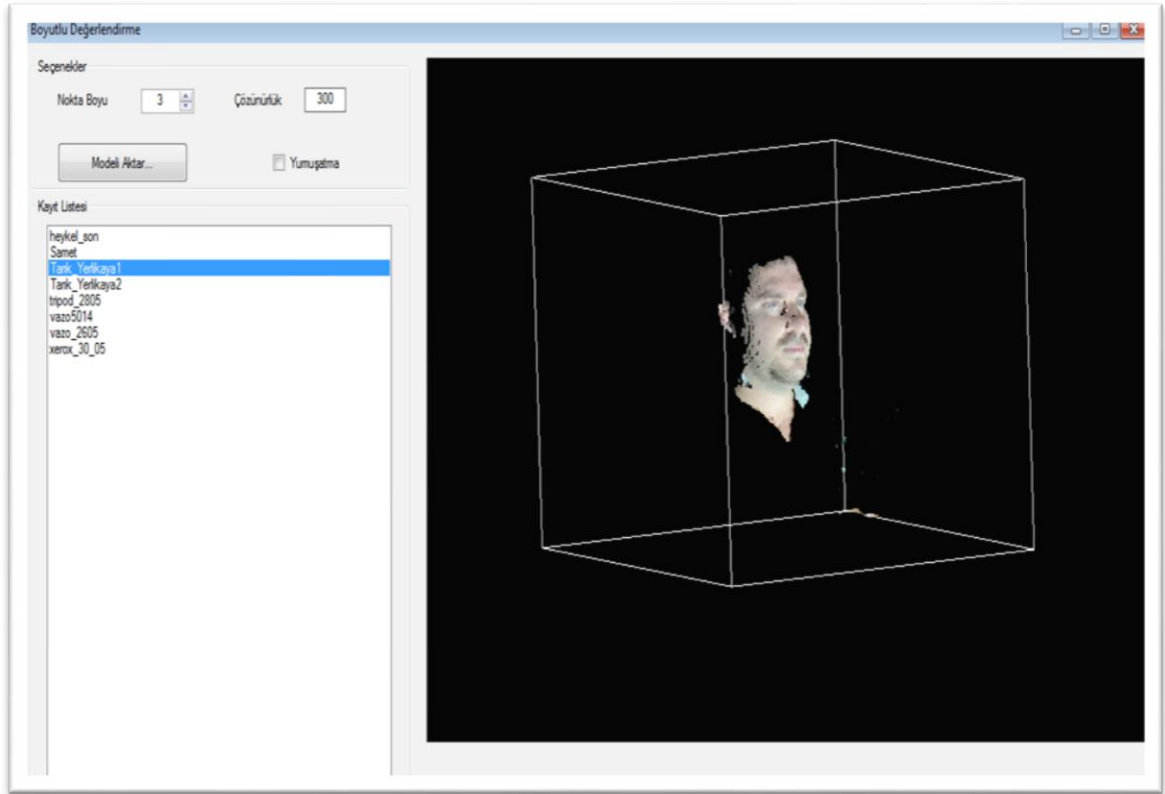 Boyutlu Değerlendirme
Seçenekler
Nokta Boyu 3 Çözünürlük 300
Modeli Aktar... Yumuşatma
Kayıt Listesi
heykel_son
Samet
Tarık_Yerlikaya1
Tarık_Yerlikaya2
tripod_2805
vazo5014
vazo_2605
xerox_30_05